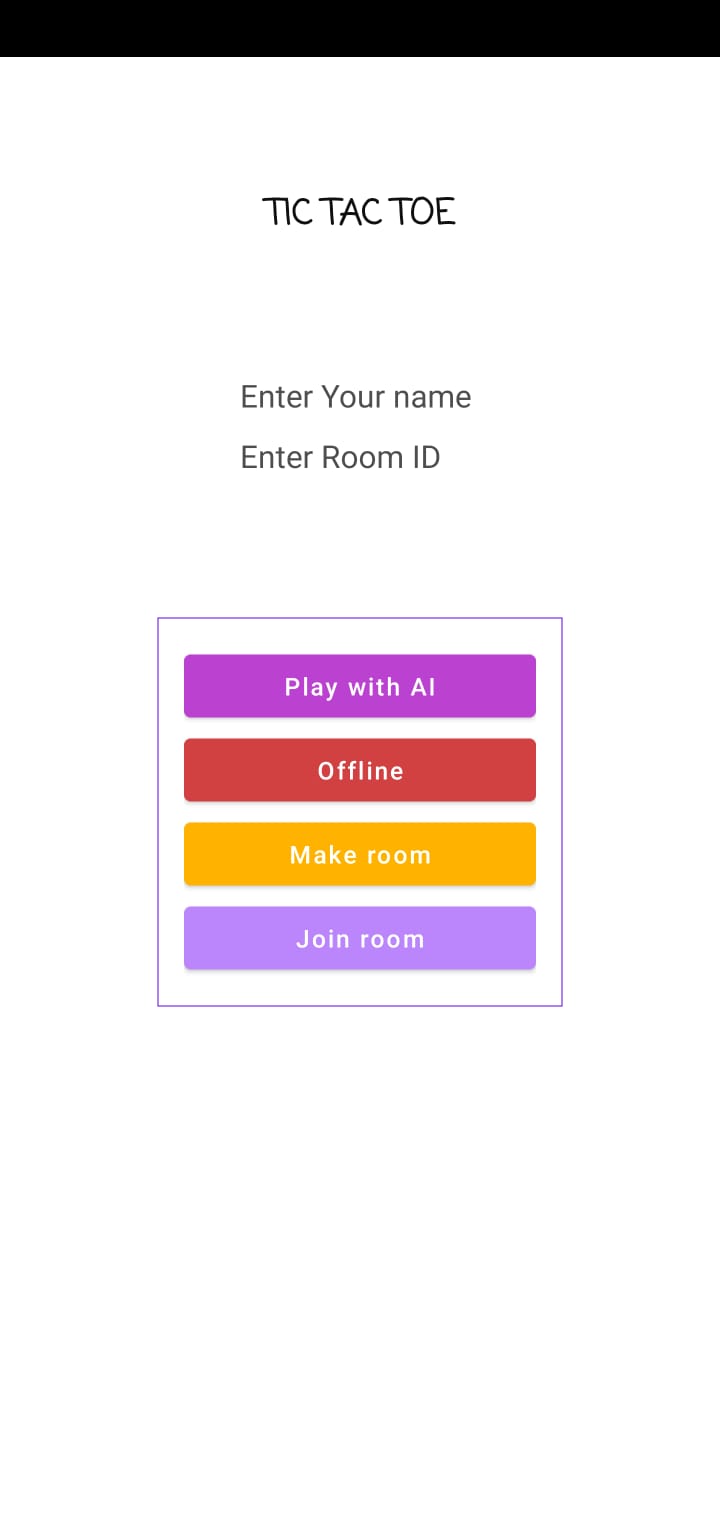 TIC TAC TOE
Enter Your name
Enter Room ID
Play with AI
Offline
Make room
Join room